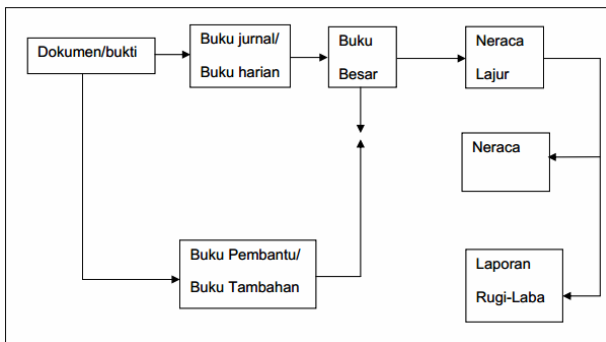 Dokumen/bukti
Buku jurnal/
Buku harian
Buku
Besar
Neraca
Lajur
Neraca
Buku Pembantu/
Buku Tambahan
Laporan
Rugi-Laba